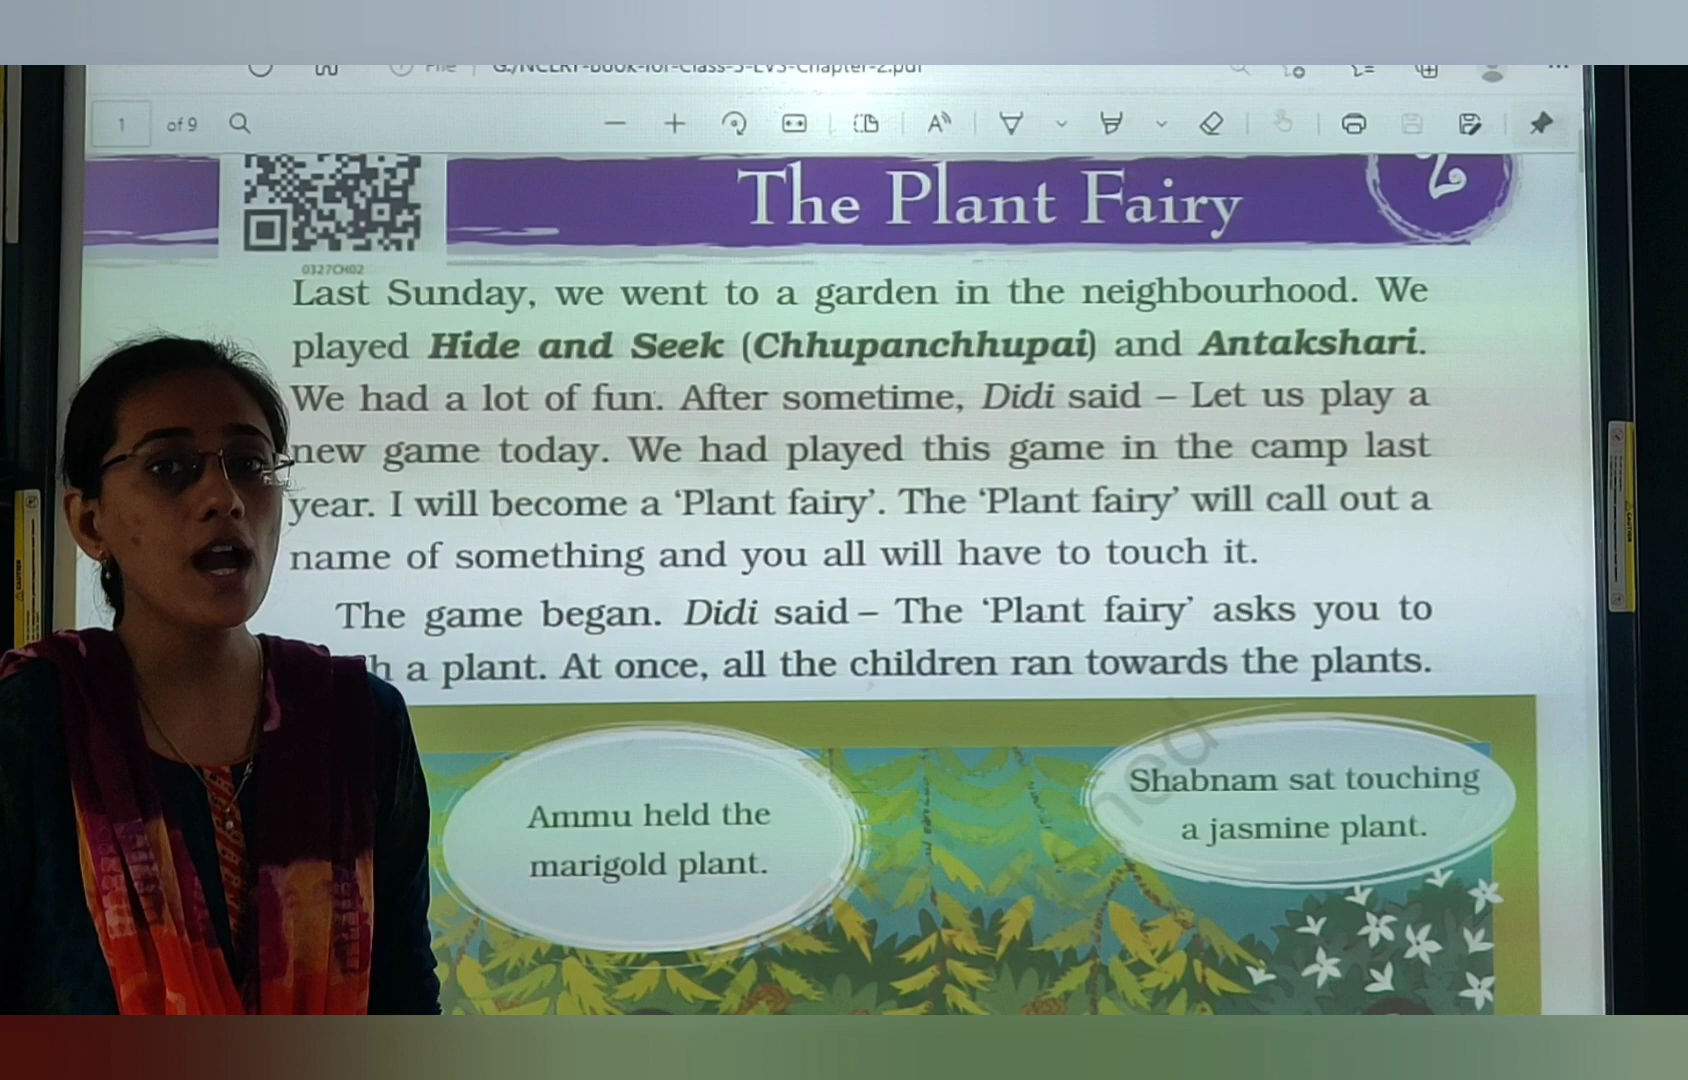 1 of 9
The Plant Fairy
2
0327CH02
Last Sunday, we went to a garden in the neighbourhood. We
played Hide and Seek (Chhupanchhupai) and Antakshari.
We had a lot of fun. After sometime, Didi said – Let us play a
new game today. We had played this game in the camp last
year. I will become a ‘Plant fairy’. The ‘Plant fairy’ will call out a
name of something and you all will have to touch it.
The game began. Didi said – The ‘Plant fairy’ asks you to
a plant. At once, all the children ran towards the plants.
Ammu held the
marigold plant.
Shabnam sat touching
a jasmine plant.